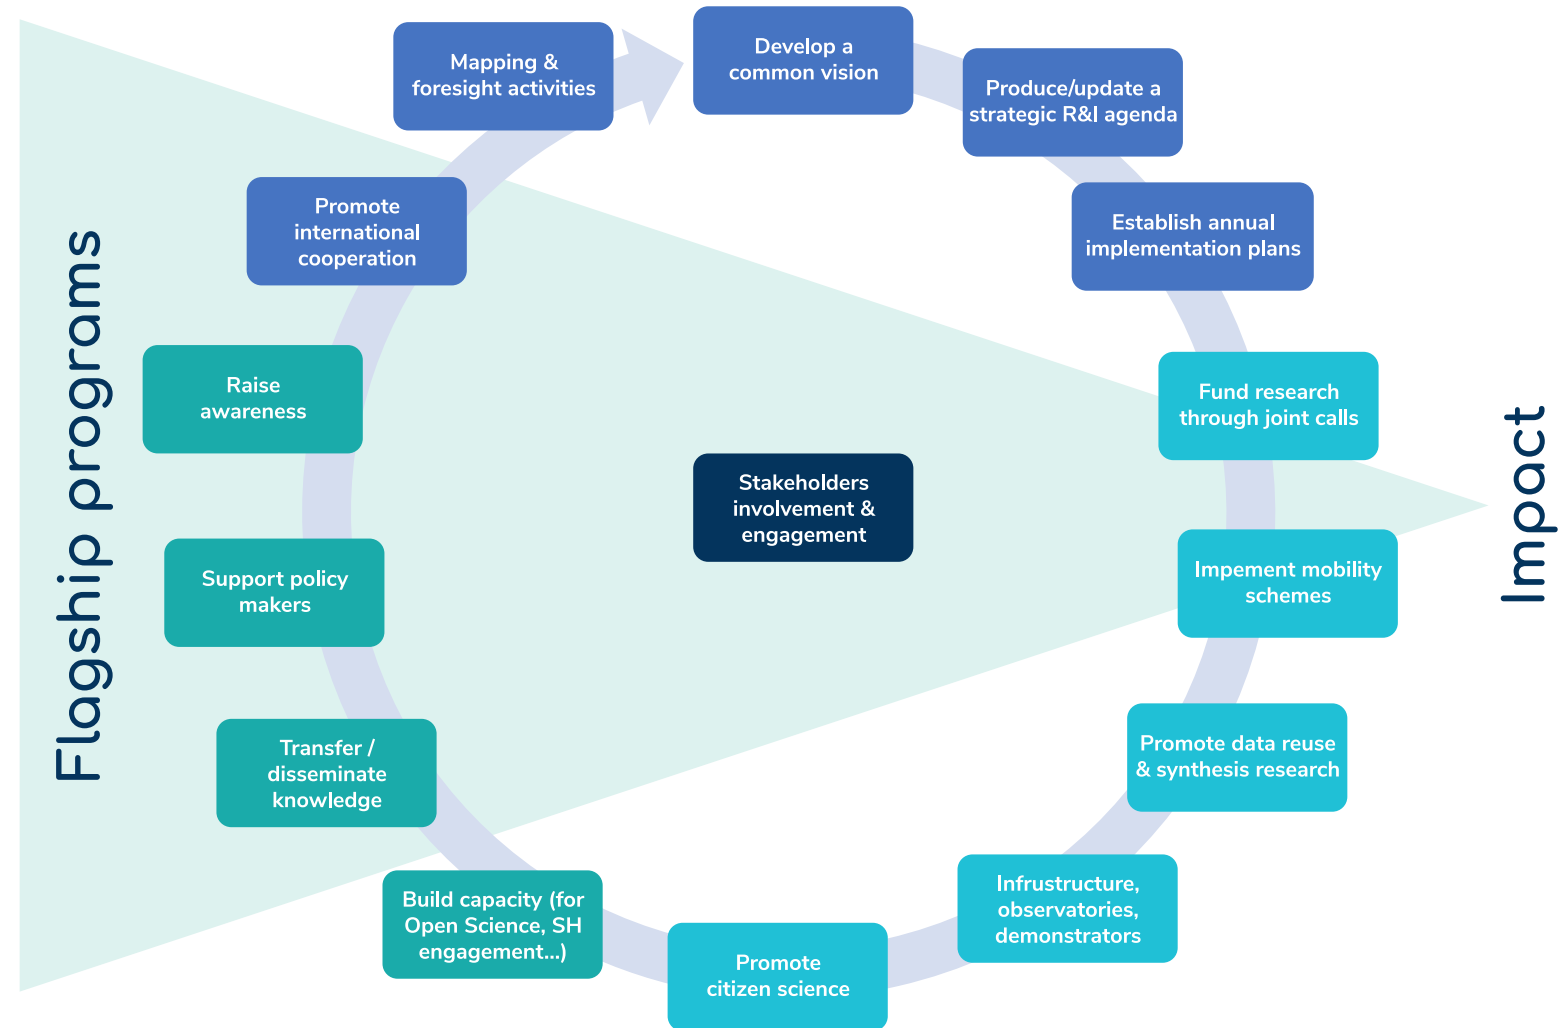 Develop a
common vision
Produce/update a
strategic R&I agenda
Establish annual
implementation plans
Fund research
through joint calls
Impement mobility
schemes
Promote data reuse
& synthesis research
Infrustructure,
observatories,
demonstrators
Promote
citizen science
Build capacity (for
Open Science, SH
engagement...)
Transfer /
disseminate
knowledge
Support policy
makers
Raise
awareness
Promote
international
cooperation
Mapping &
foresight activities
Stakeholders
involvement &
engagement
Flagship programs
Impact